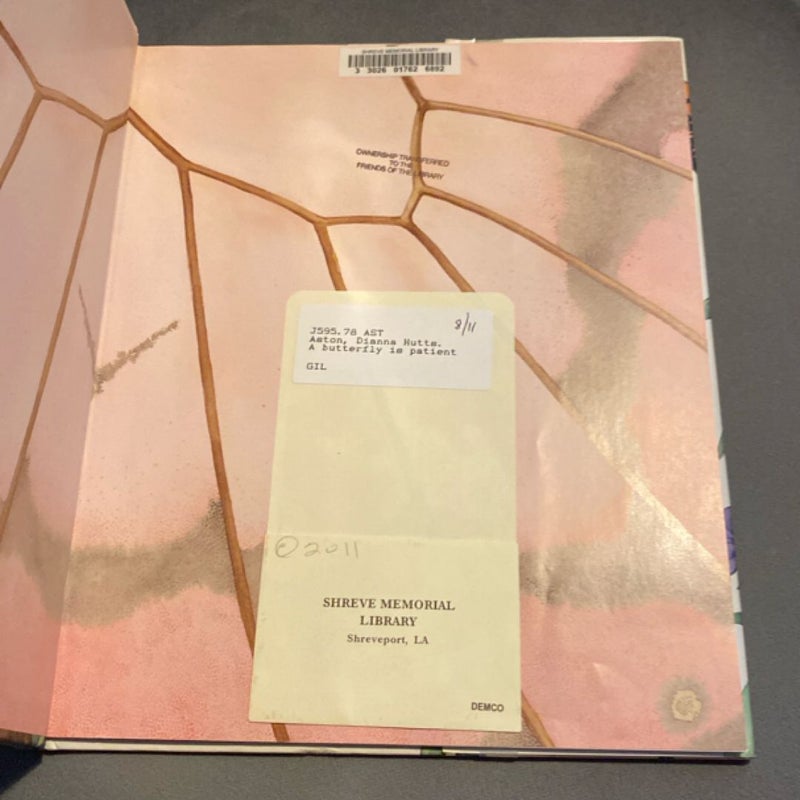 SHREVE MEMORIAL LIBRARY
3 3026 01762 6892
OWNERSHIP TRANSFERRED
TO THE
FRIENDS OF THE LIBRARY
8/11
J595.78 AST
Aston, Dianna Hutts.
A butterfly is patient
GIL
©2011
SHREVE MEMORIAL
LIBRARY
Shreveport, LA
DEMCO